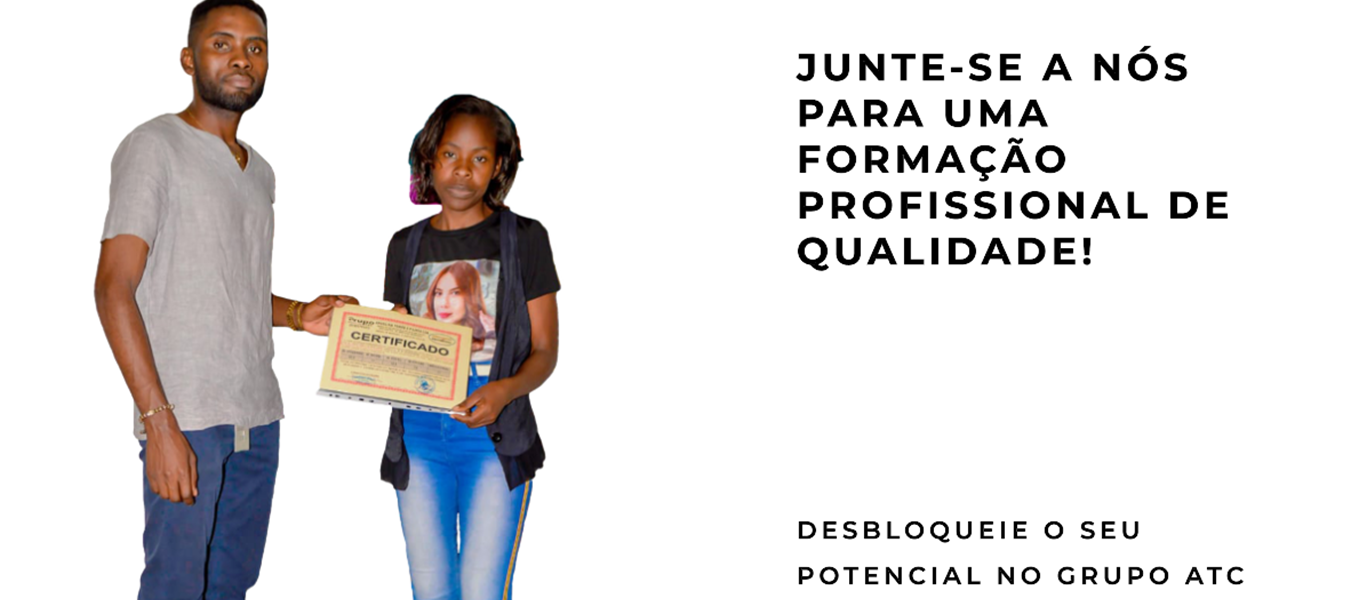 JUNTE-SE A NÓS
PARA UMA
FORMAÇÃO
PROFISSIONAL DE
QUALIDADE!
DESBLOQUEIE O SEU
POTENCIAL NO GRUPO ATC
CERTIFICADO